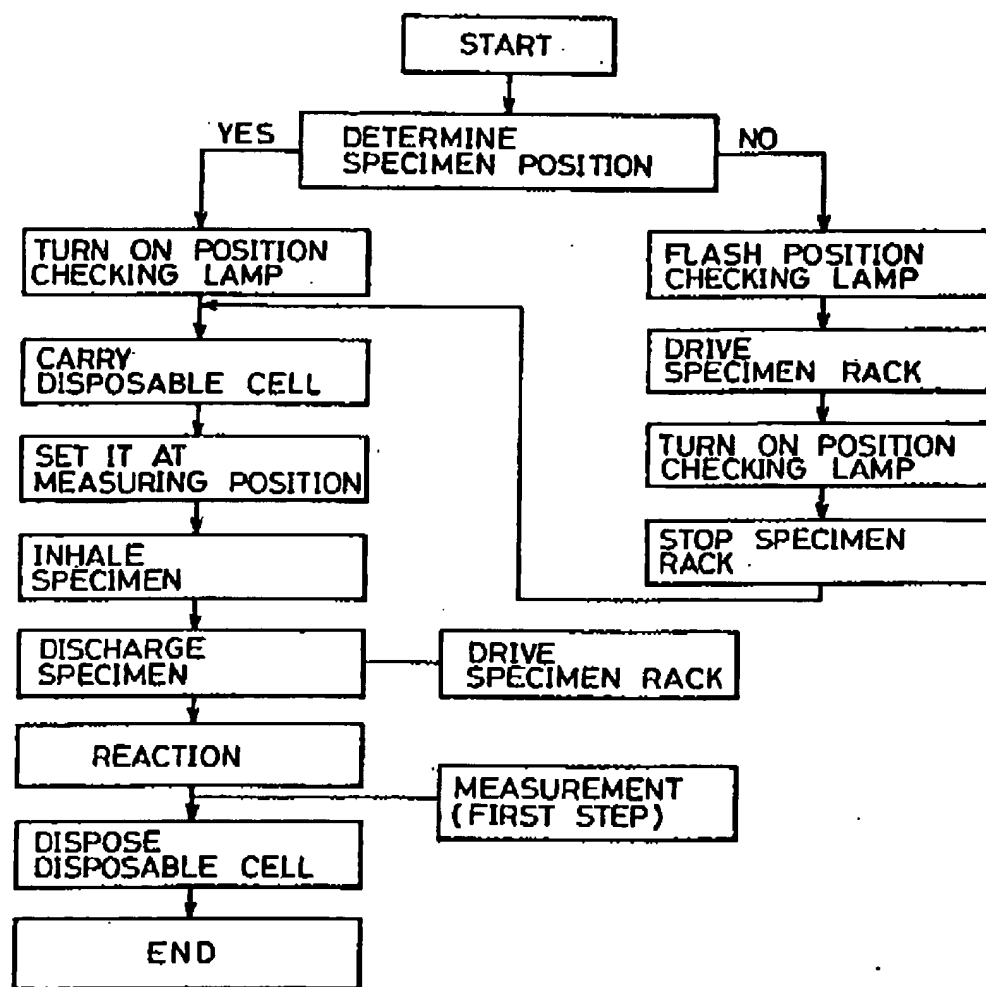 START
YES
DETERMINE
SPECIMEN POSITION
NO
TURN ON POSITION
CHECKING LAMP
FLASH POSITION
CHECKING LAMP
CARRY
DISPOSABLE CELL
DRIVE
SPECIMEN RACK
SET IT AT
MEASURING POSITION
TURN ON POSITION
CHECKING LAMP
INHALE
SPECIMEN
STOP SPECIMEN
RACK
DISCHARGE
SPECIMEN
DRIVE
SPECIMEN RACK
REACTION
MEASUREMENT
(FIRST STEP)
DISPOSE
DISPOSABLE CELL
END